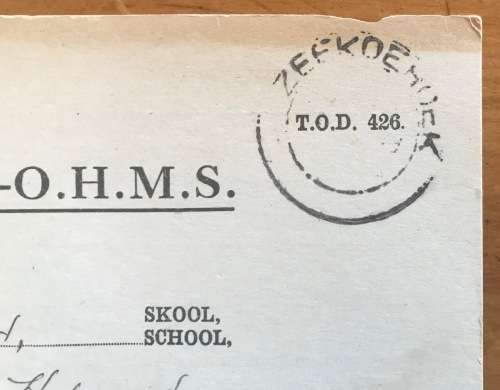 ZEEKOEHOEK
T.O.D. 426.
-O.H.M.S.
SKOOL,
SCHOOL,